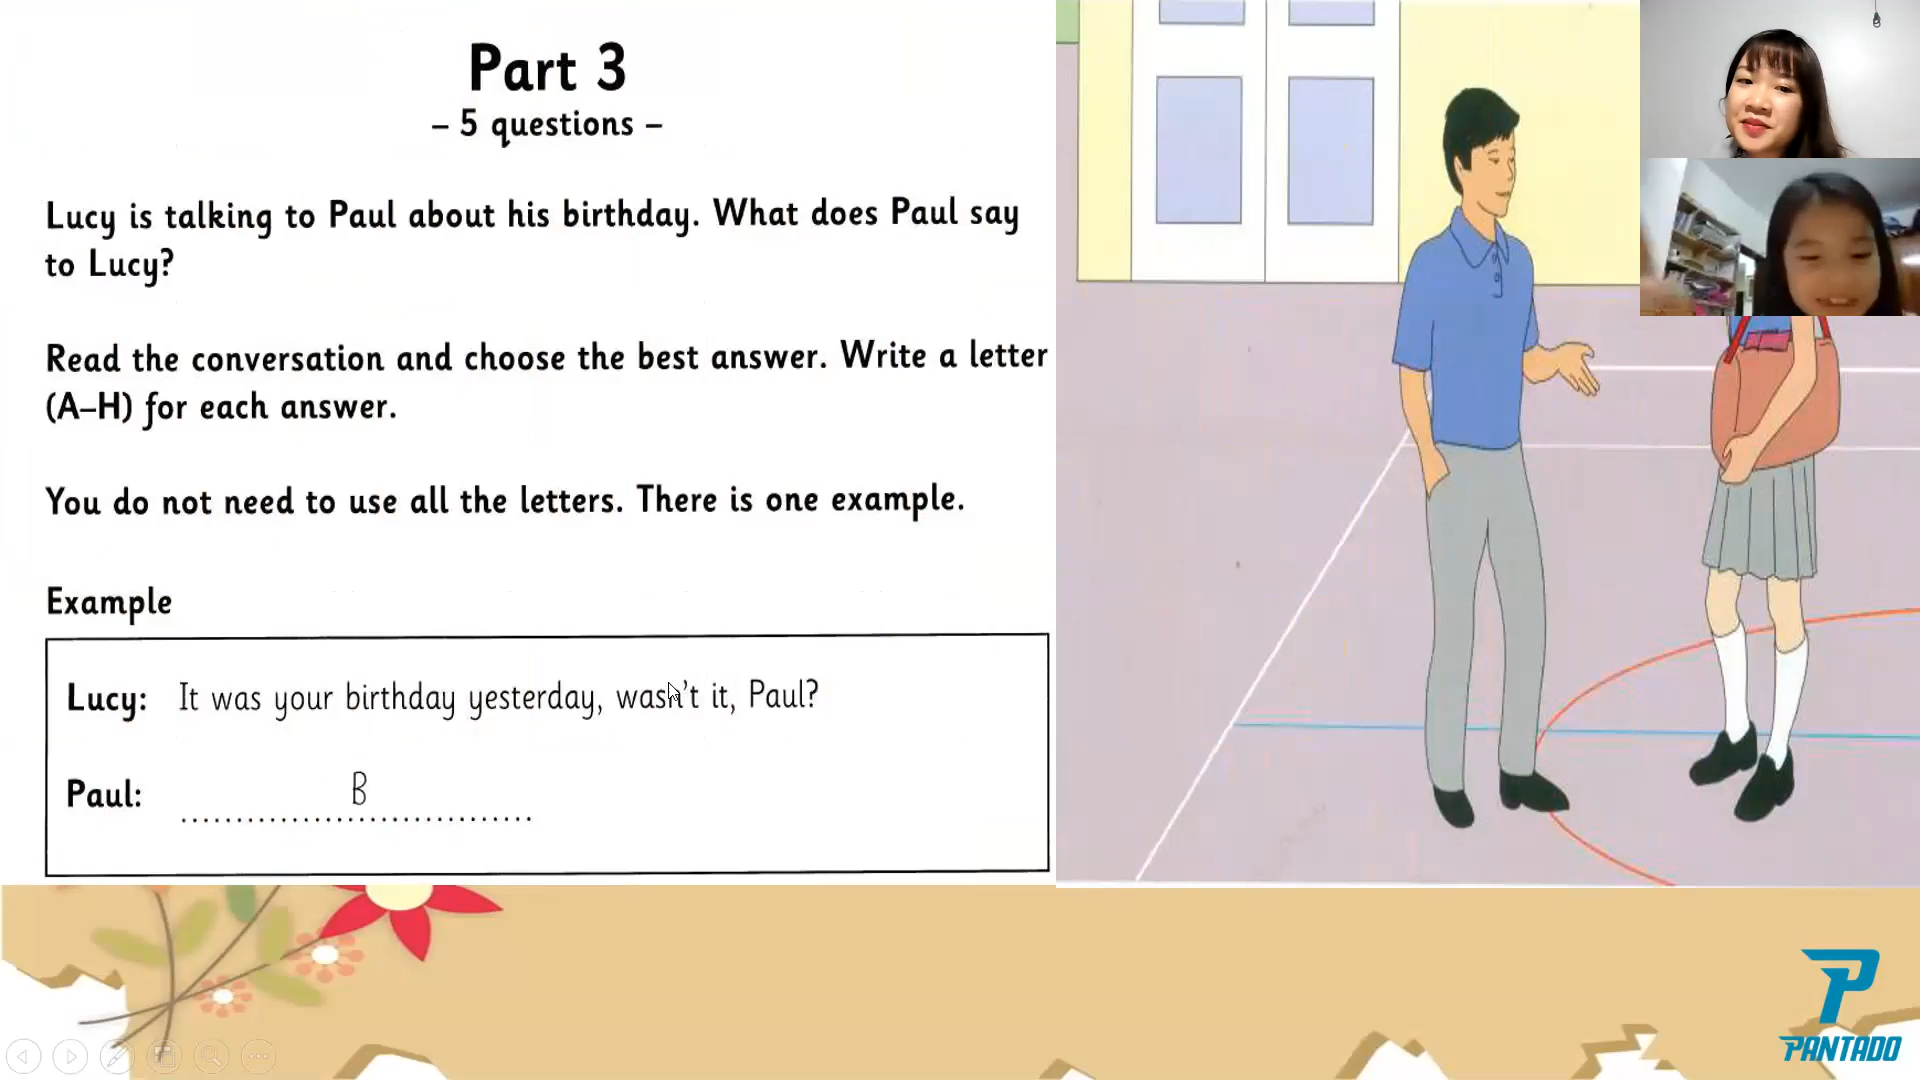 Part 3
– 5 questions –
Lucy is talking to Paul about his birthday. What does Paul say
to Lucy?
Read the conversation and choose the best answer. Write a letter
(A–H) for each answer.
You do not need to use all the letters. There is one example.
Example
Lucy: It was your birthday yesterday, wasn't it, Paul?
Paul: B
PANTADO